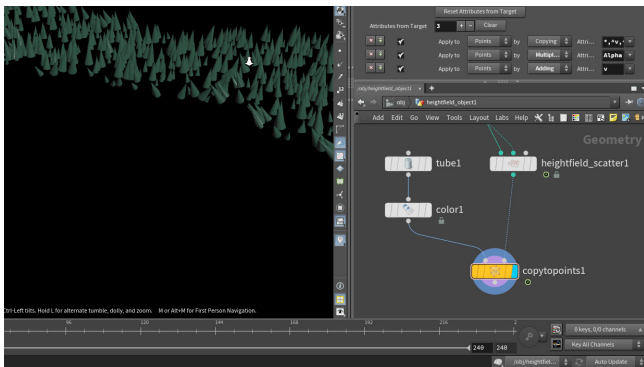 Reset Attributes from Target
Attributes from Target 3 + − Clear
Apply to Points by Copying Attri... *,^v,
Apply to Points by Multipl... Attri... Alpha
Apply to Points by Adding Attri... v
/obj/heightfield_object1 × +
obj heightfield_object1
Add Edit Go View Tools Layout Labs Help
Geometry
tube1
heightfield_scatter1
color1
copytopoints1
Ctrl-Left tilts. Hold L for alternate tumble, dolly, and zoom. M or Alt+M for First Person Navigation.
96 120 144 168 192 216 2
240 240
0 keys, 0/0 channels
Key All Channels
/obj/heightfiel... Auto Update